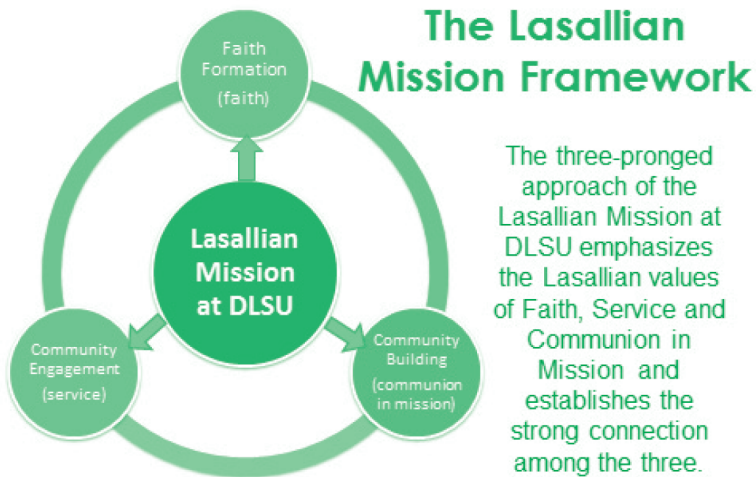 The Lasallian
Mission Framework
Faith
Formation
(faith)
Lasallian
Mission
at DLSU
Community
Engagement
(service)
Community
Building
(communion
in mission)
The three-pronged
approach of the
Lasallian Mission at
DLSU emphasizes
the Lasallian values
of Faith, Service and
Communion in
Mission and
establishes the
strong connection
among the three.